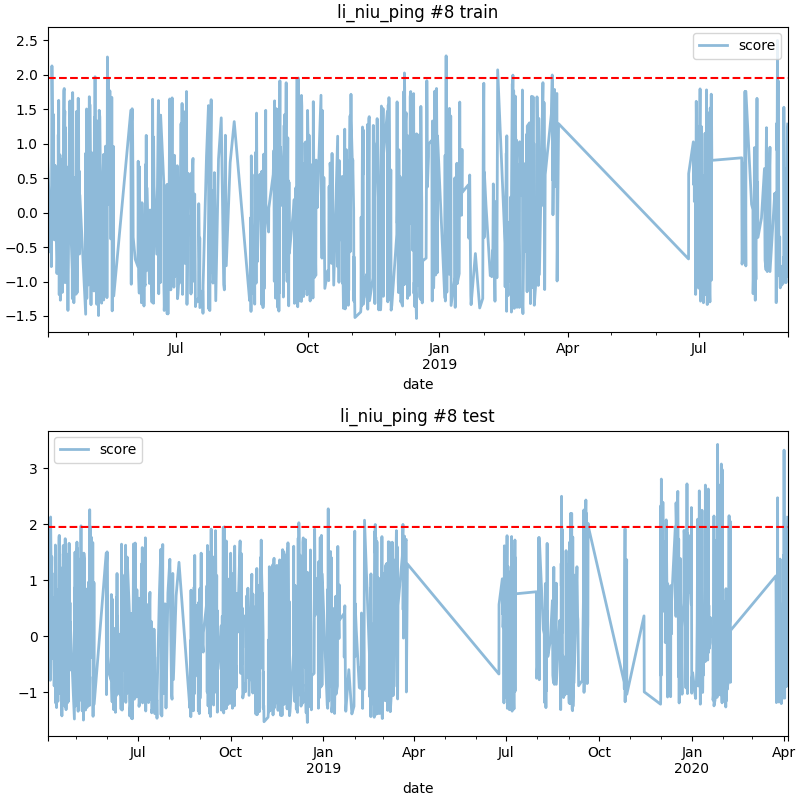 li_niu_ping #8 train
score
2.5
2.0
1.5
1.0
0.5
0.0
−0.5
−1.0
−1.5
Jul
Oct
Jan
2019
Apr
Jul
date
li_niu_ping #8 test
score
3
2
1
0
−1
Jul
Oct
Jan
2019
Apr
Jul
Oct
Jan
2020
Apr
date